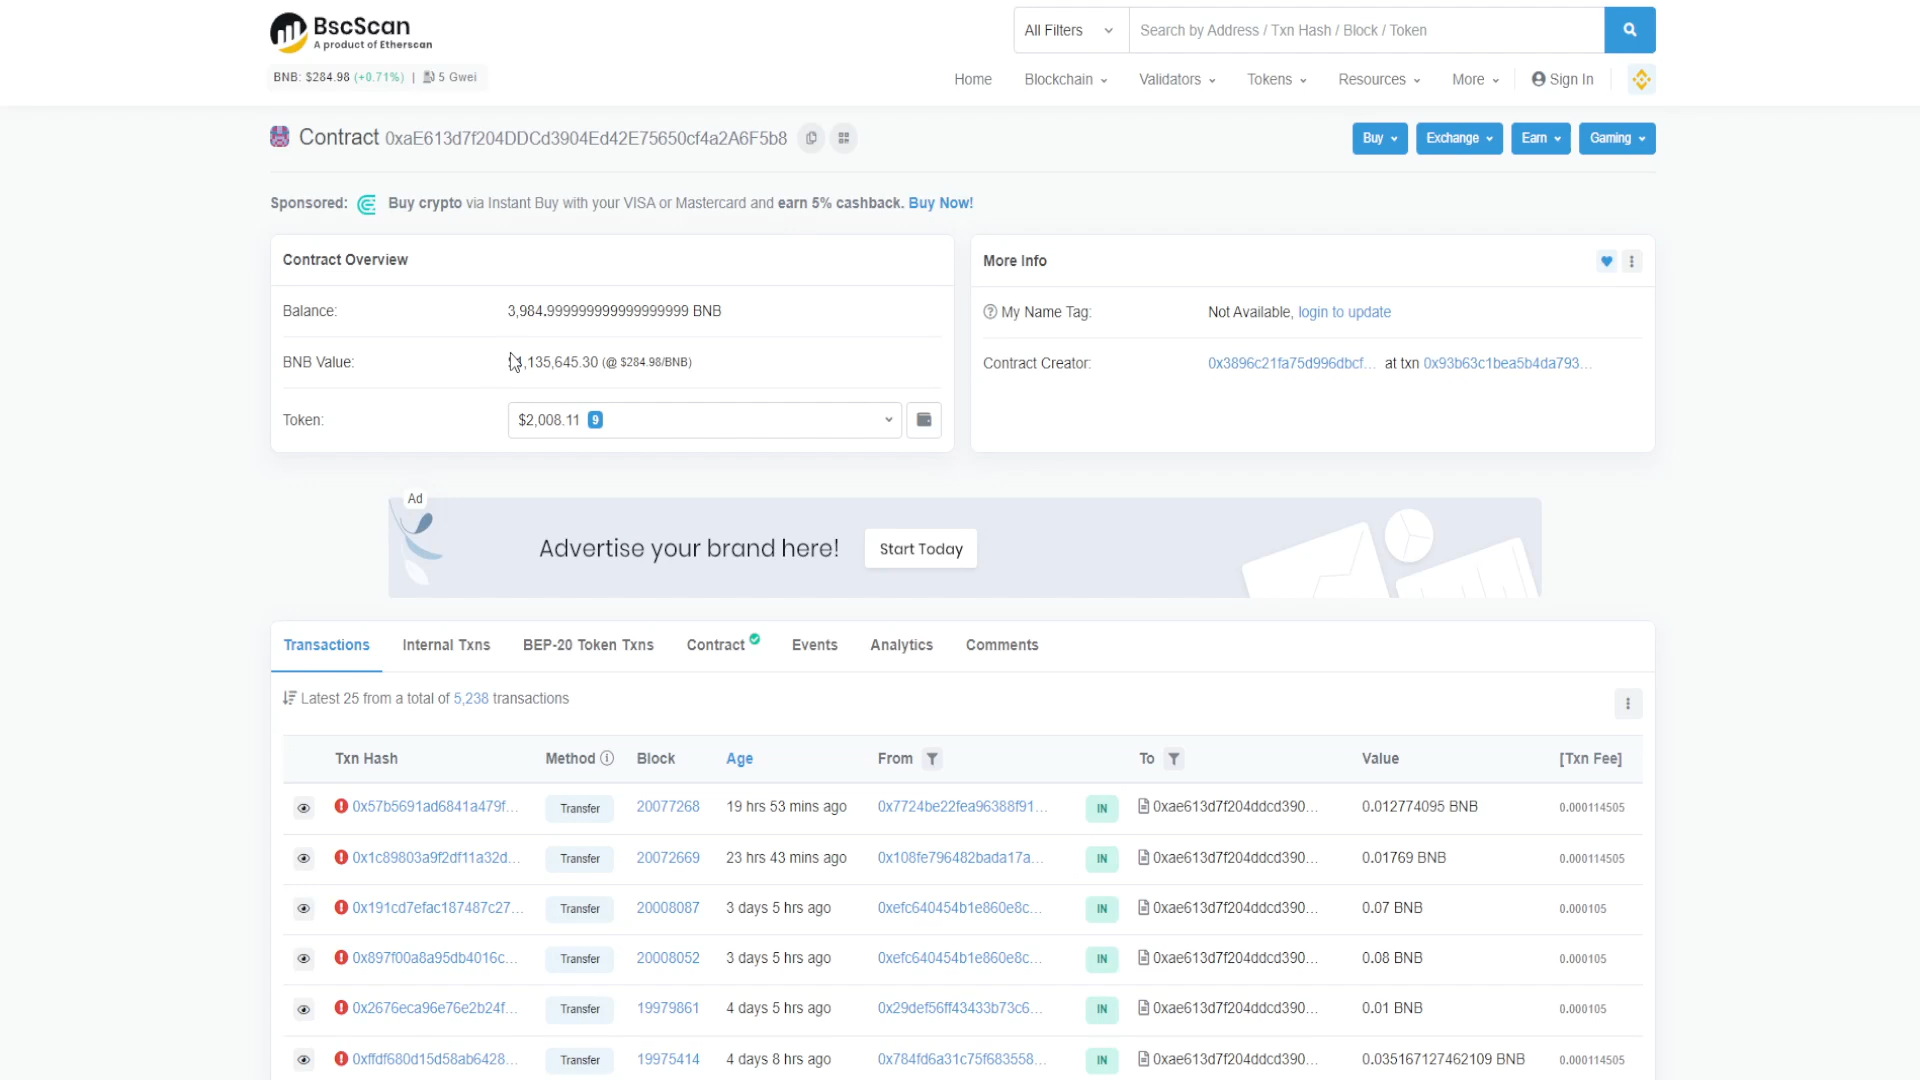 BscScan
A product of Etherscan
All Filters
Search by Address / Txn Hash / Block / Token
BNB: $284.98 (+0.71%) | 5 Gwei
Home Blockchain Validators Tokens Resources More Sign In
Contract 0xaE613d7f204DDCd3904Ed42E75650cf4a2A6F5b8
Buy Exchange Earn Gaming
Sponsored: Buy crypto via Instant Buy with your VISA or Mastercard and earn 5% cashback. Buy Now!
Contract Overview
Balance: 3,984.999999999999999999 BNB
BNB Value: ,135,645.30 (@ $284.98/BNB)
Token: $2,008.11 9
More Info
My Name Tag: Not Available, login to update
Contract Creator: 0x3896c21fa75d996dbcf... at txn 0x93b63c1bea5b4da793...
Ad
Advertise your brand here! Start Today
Transactions Internal Txns BEP-20 Token Txns Contract Events Analytics Comments
Latest 25 from a total of 5,238 transactions
Txn Hash Method Block Age From To Value [Txn Fee]
0x57b5691ad6841a479f... Transfer 20077268 19 hrs 53 mins ago 0x7724be22fea96388f91... IN 0xae613d7f204ddcd390... 0.012774095 BNB 0.000114505
0x1c89803a9f2df11a32d... Transfer 20072669 23 hrs 43 mins ago 0x108fe796482bada17a... IN 0xae613d7f204ddcd390... 0.01769 BNB 0.000114505
0x191cd7efac187487c27... Transfer 20008087 3 days 5 hrs ago 0xefc640454b1e860e8c... IN 0xae613d7f204ddcd390... 0.07 BNB 0.000105
0x897f00a8a95db4016c... Transfer 20008052 3 days 5 hrs ago 0xefc640454b1e860e8c... IN 0xae613d7f204ddcd390... 0.08 BNB 0.000105
0x2676eca96e76e2b24f... Transfer 19979861 4 days 5 hrs ago 0x29def56ff43433b73c6... IN 0xae613d7f204ddcd390... 0.01 BNB 0.000105
0xffdf680d15d58ab6428... Transfer 19975414 4 days 8 hrs ago 0x784fd6a31c75f683558... IN 0xae613d7f204ddcd390... 0.035167127462109 BNB 0.000114505